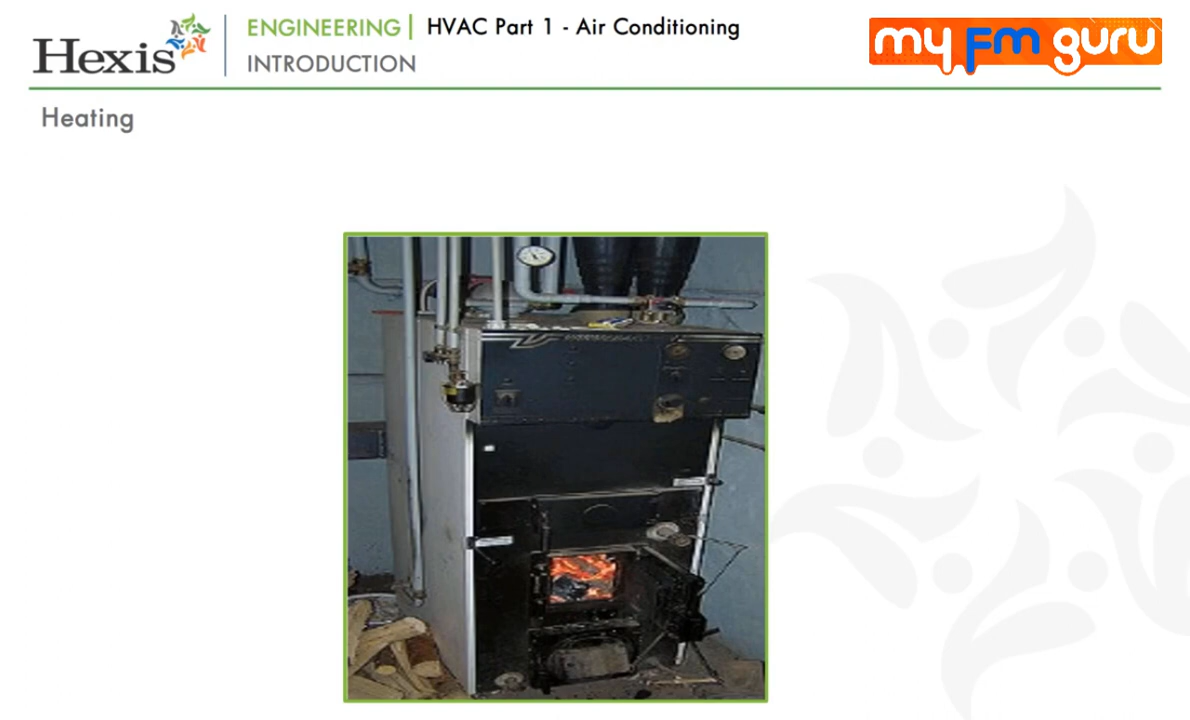 Hexis
ENGINEERING | HVAC Part 1 - Air Conditioning
INTRODUCTION
my Fm guru
Heating